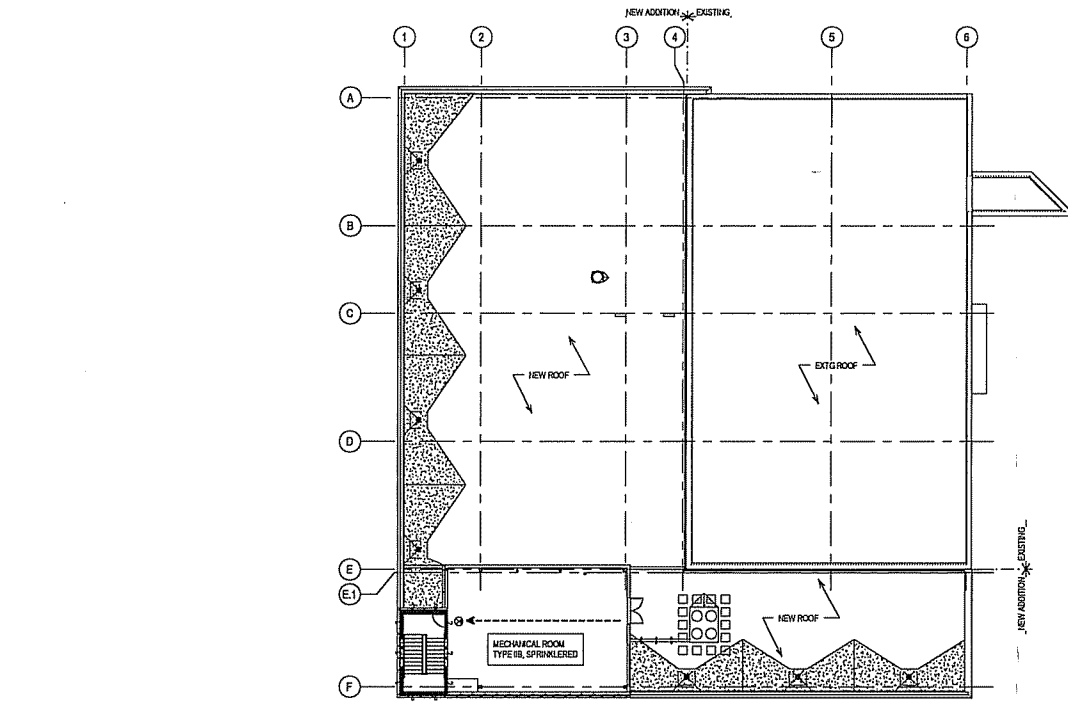 NEW ADDITION EXISTING
1 2 3 4 5 6
A
B
C
NEW ROOF
EXTG ROOF
D
E
E.1
NEW ADDITION EXISTING
NEW ROOF
MECHANICAL ROOM
TYPE IIB, SPRINKLERED
F